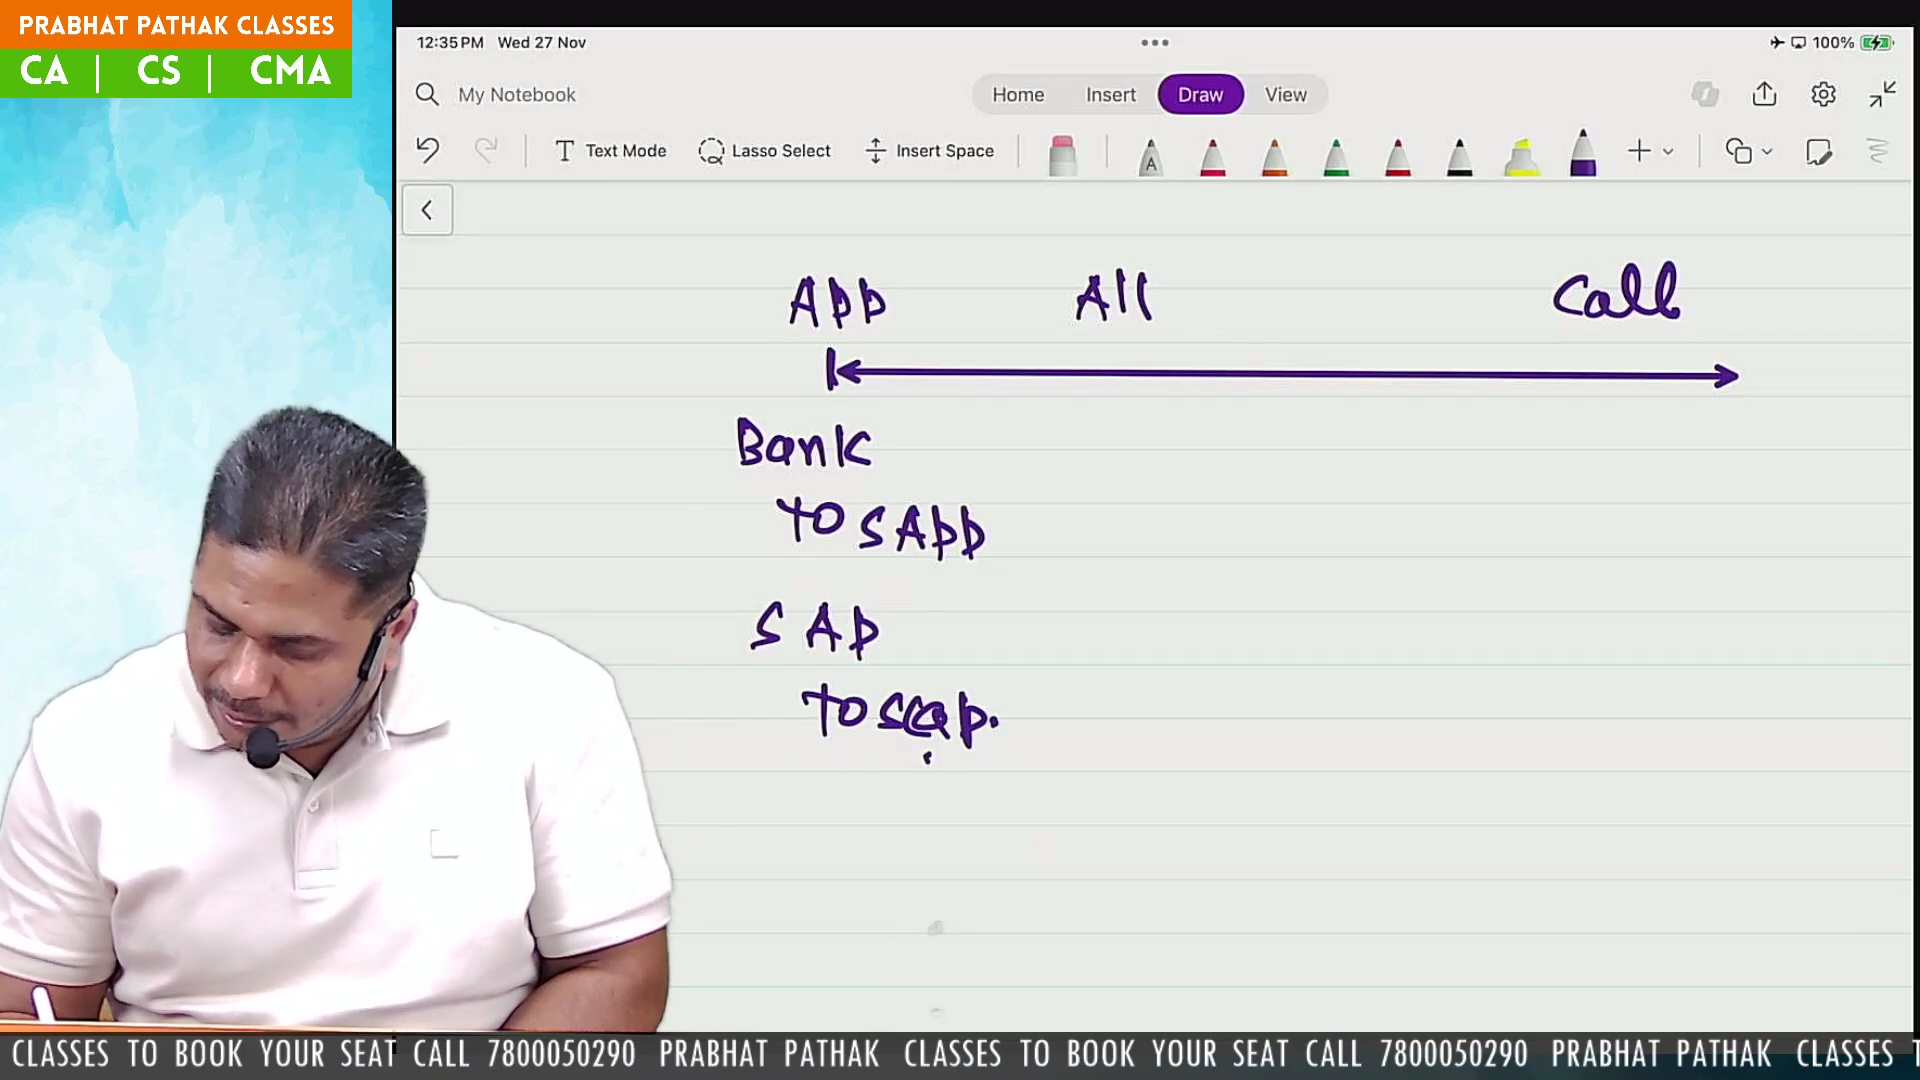 PRABHAT PATHAK CLASSES
CA | CS | CMA
12:35 PM Wed 27 Nov
100%
My Notebook
Home Insert Draw View
Text Mode Lasso Select Insert Space
A
App All Call
Bank
To SApp
SAp
To Scap.
CLASSES TO BOOK YOUR SEAT CALL 7800050290 PRABHAT PATHAK CLASSES TO BOOK YOUR SEAT CALL 7800050290 PRABHAT PATHAK CLASSES T